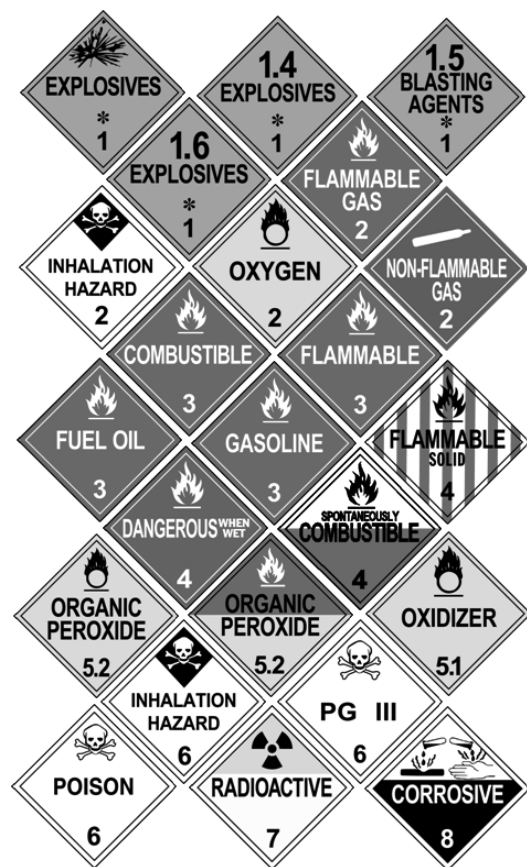 EXPLOSIVES
*
1
1.4
EXPLOSIVES
*
1
1.5
BLASTING
AGENTS
*
1
1.6
EXPLOSIVES
*
1
FLAMMABLE
GAS
2
INHALATION
HAZARD
2
OXYGEN
2
NON-FLAMMABLE
GAS
2
COMBUSTIBLE
3
FLAMMABLE
3
FUEL OIL
3
GASOLINE
3
FLAMMABLE
SOLID
4
DANGEROUS WHEN WET
4
SPONTANEOUSLY
COMBUSTIBLE
4
ORGANIC
PEROXIDE
5.2
ORGANIC
PEROXIDE
5.2
OXIDIZER
5.1
INHALATION
HAZARD
6
PG III
6
POISON
6
RADIOACTIVE
7
CORROSIVE
8